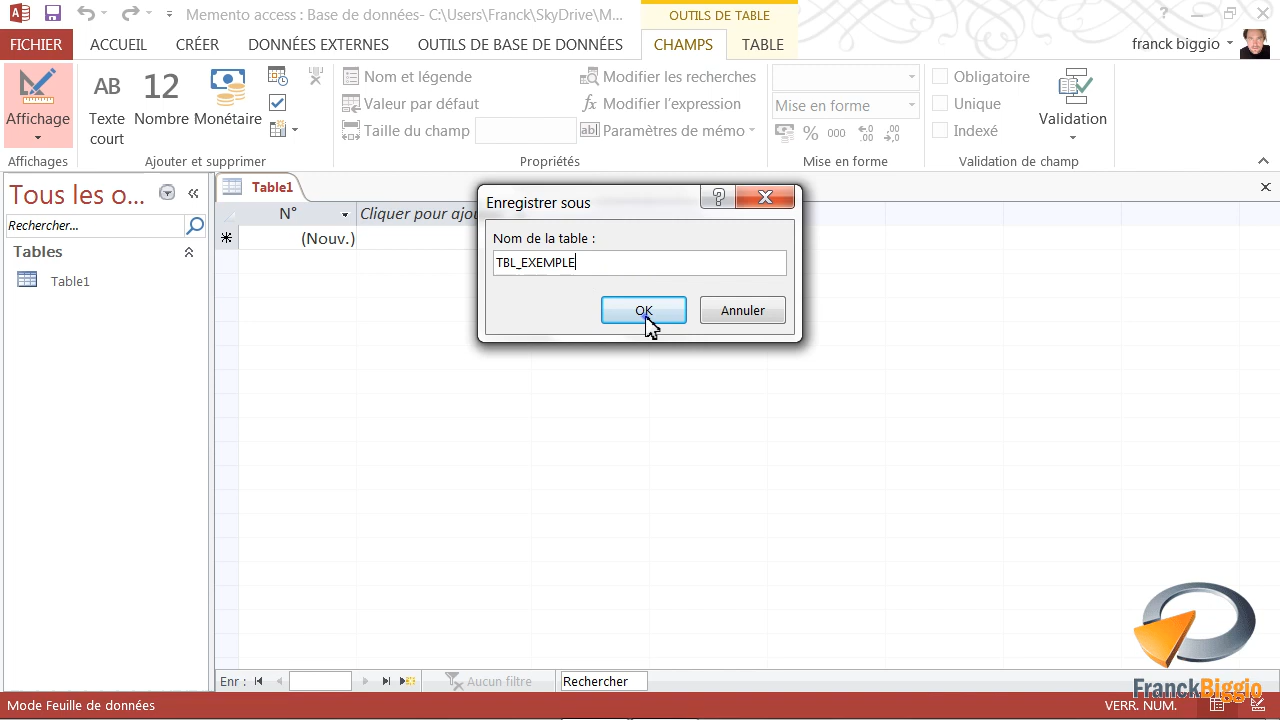 Memento access : Base de données- C:\Users\Franck\SkyDrive\M...
OUTILS DE TABLE
?
FICHIER
ACCUEIL
CRÉER
DONNÉES EXTERNES
OUTILS DE BASE DE DONNÉES
CHAMPS
TABLE
franck biggio
Affichage
AB
Texte
court
12
Nombre
Monétaire
Nom et légende
Valeur par défaut
Taille du champ
Modifier les recherches
fx Modifier l'expression
ab Paramètres de mémo
Mise en forme
% 000
Obligatoire
Unique
Indexé
Validation
Affichages
Ajouter et supprimer
Propriétés
Mise en forme
Validation de champ
Tous les o... «
Rechercher...
Tables
Table1
Table1
N°
Cliquer pour ajou
(Nouv.)
Enregistrer sous
Nom de la table :
TBL_EXEMPLE
OK
Annuler
Enr :
Aucun filtre
Rechercher
FranckBiggio
Mode Feuille de données
VERR. NUM.